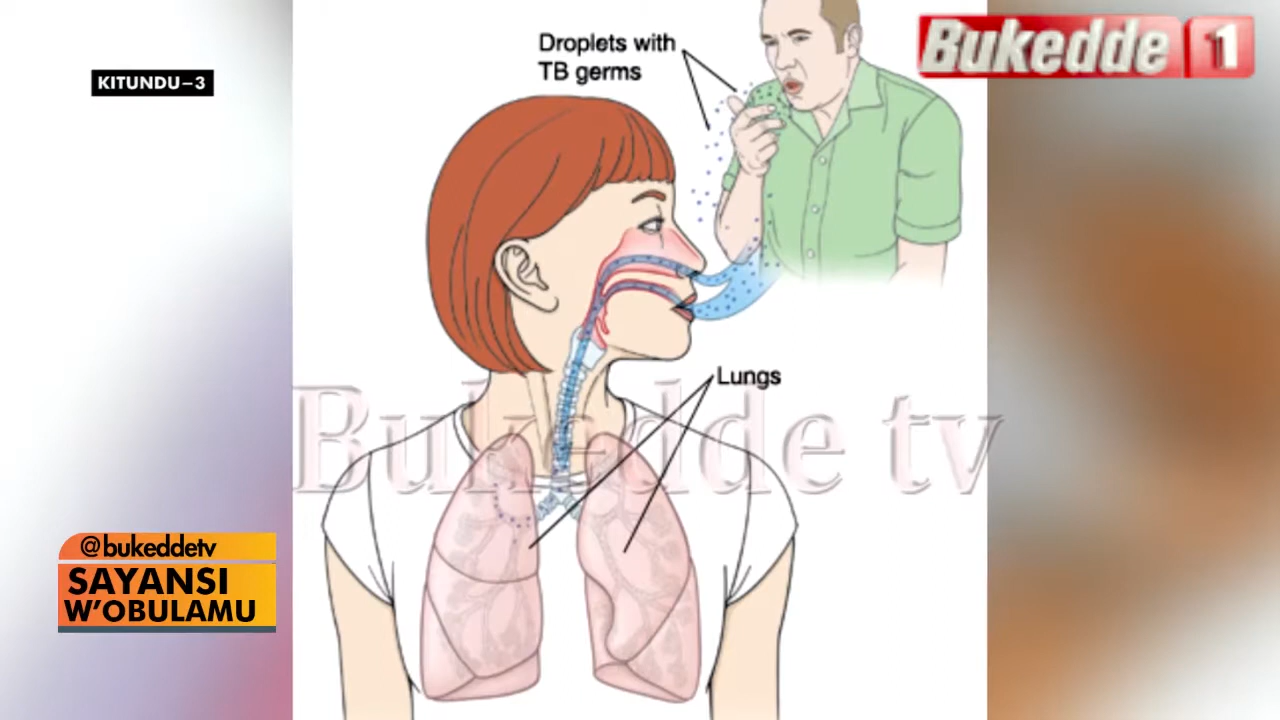 Droplets with
TB germs
Bukedde 1
KITUNDU-3
Lungs
Bukedde tv
@bukeddetv
SAYANSI
W'OBULAMU